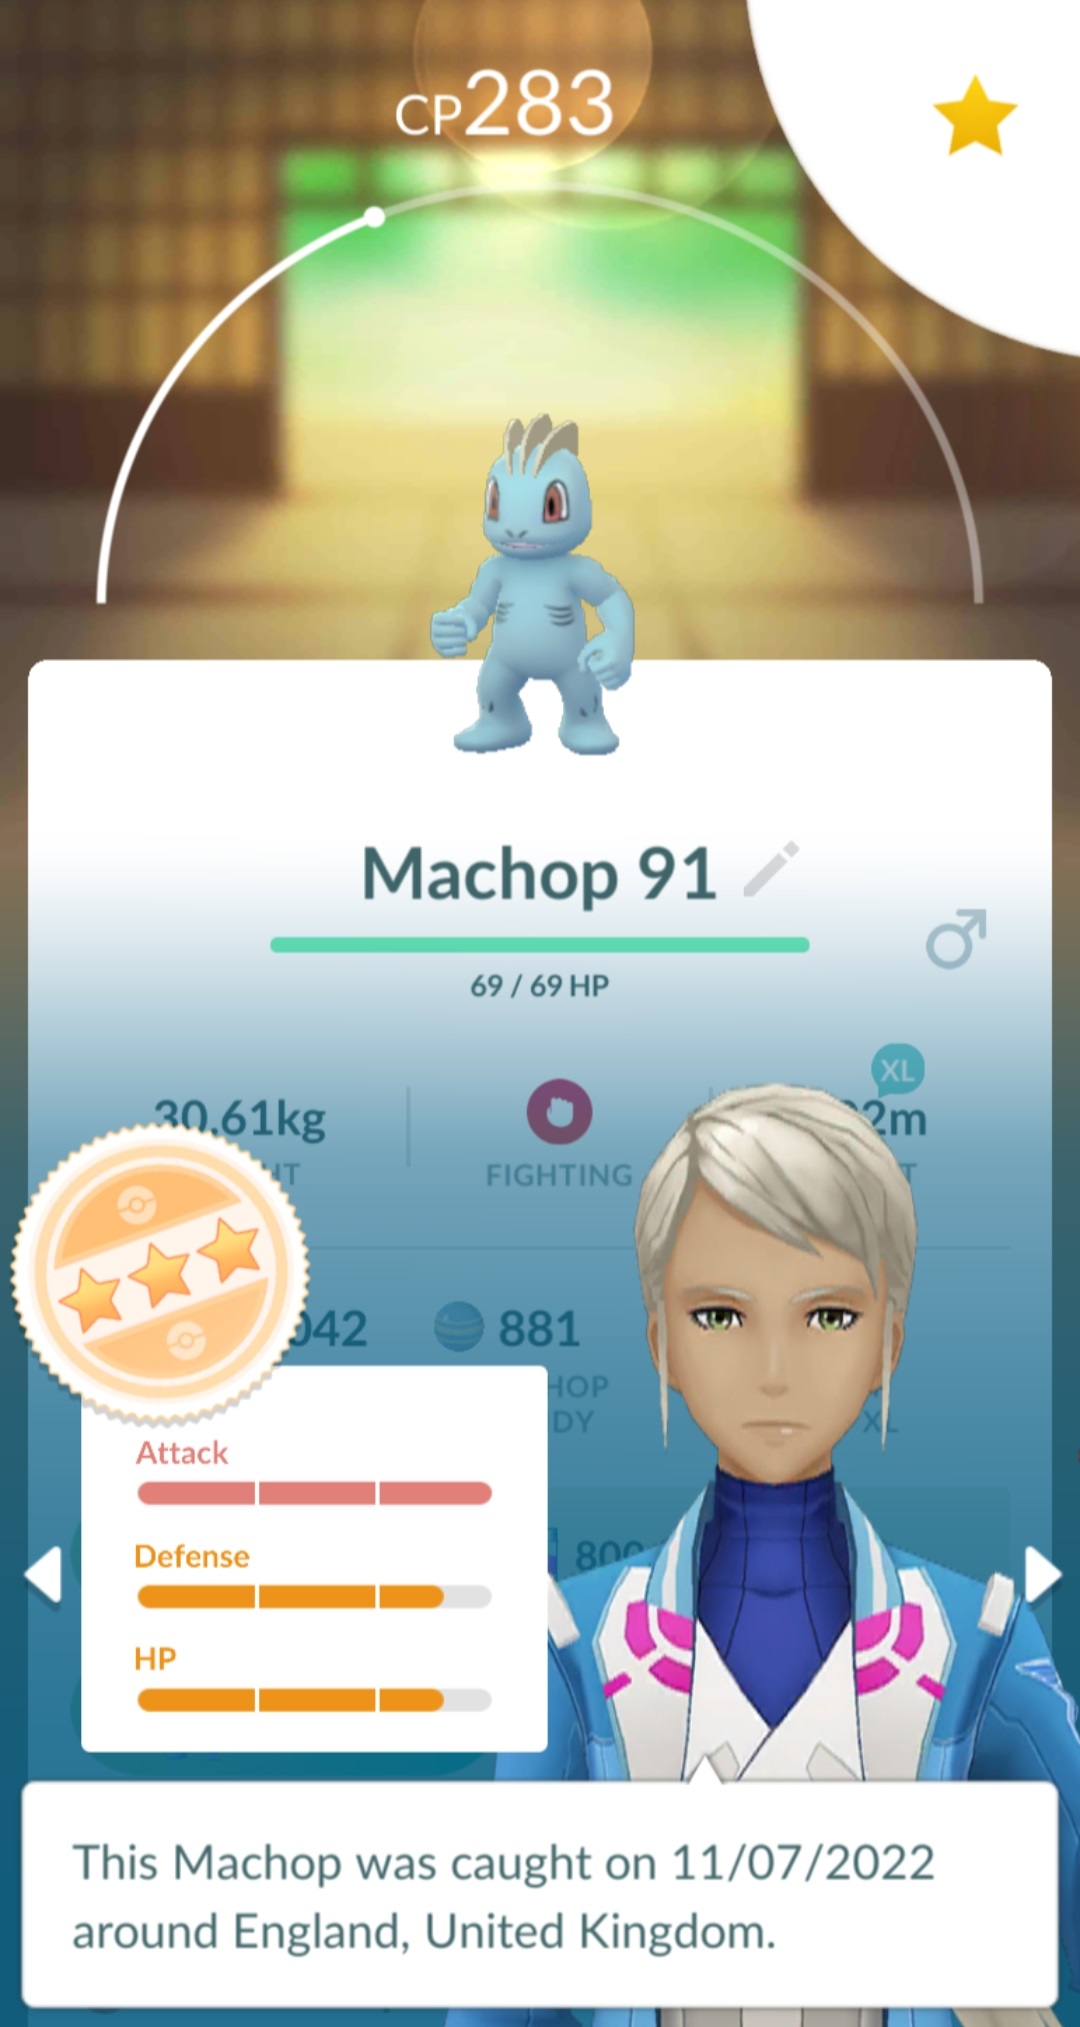 CP283
Machop 91
69 / 69 HP
XL
30.61kg
FIGHTING
881
Attack
Defense
HP
This Machop was caught on 11/07/2022
around England, United Kingdom.